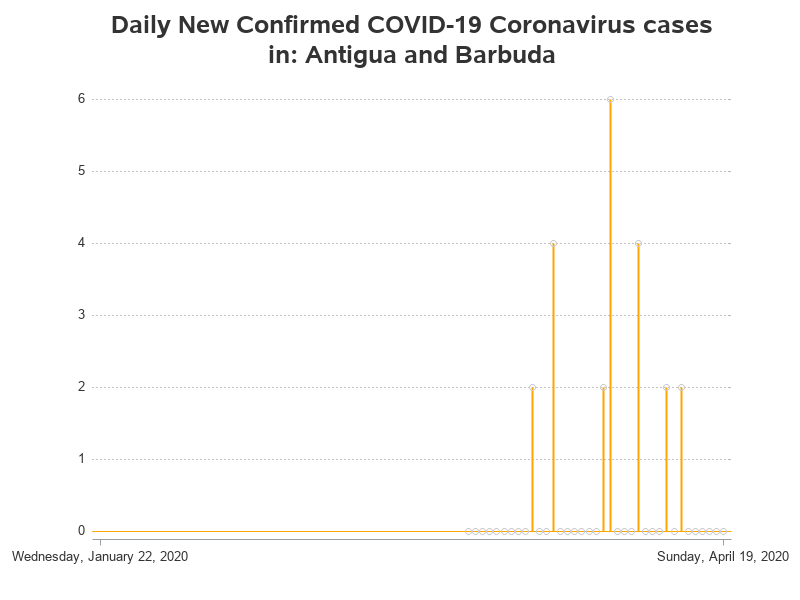 Daily New Confirmed COVID-19 Coronavirus cases
in: Antigua and Barbuda
6
5
4
3
2
1
0
Wednesday, January 22, 2020 Sunday, April 19, 2020